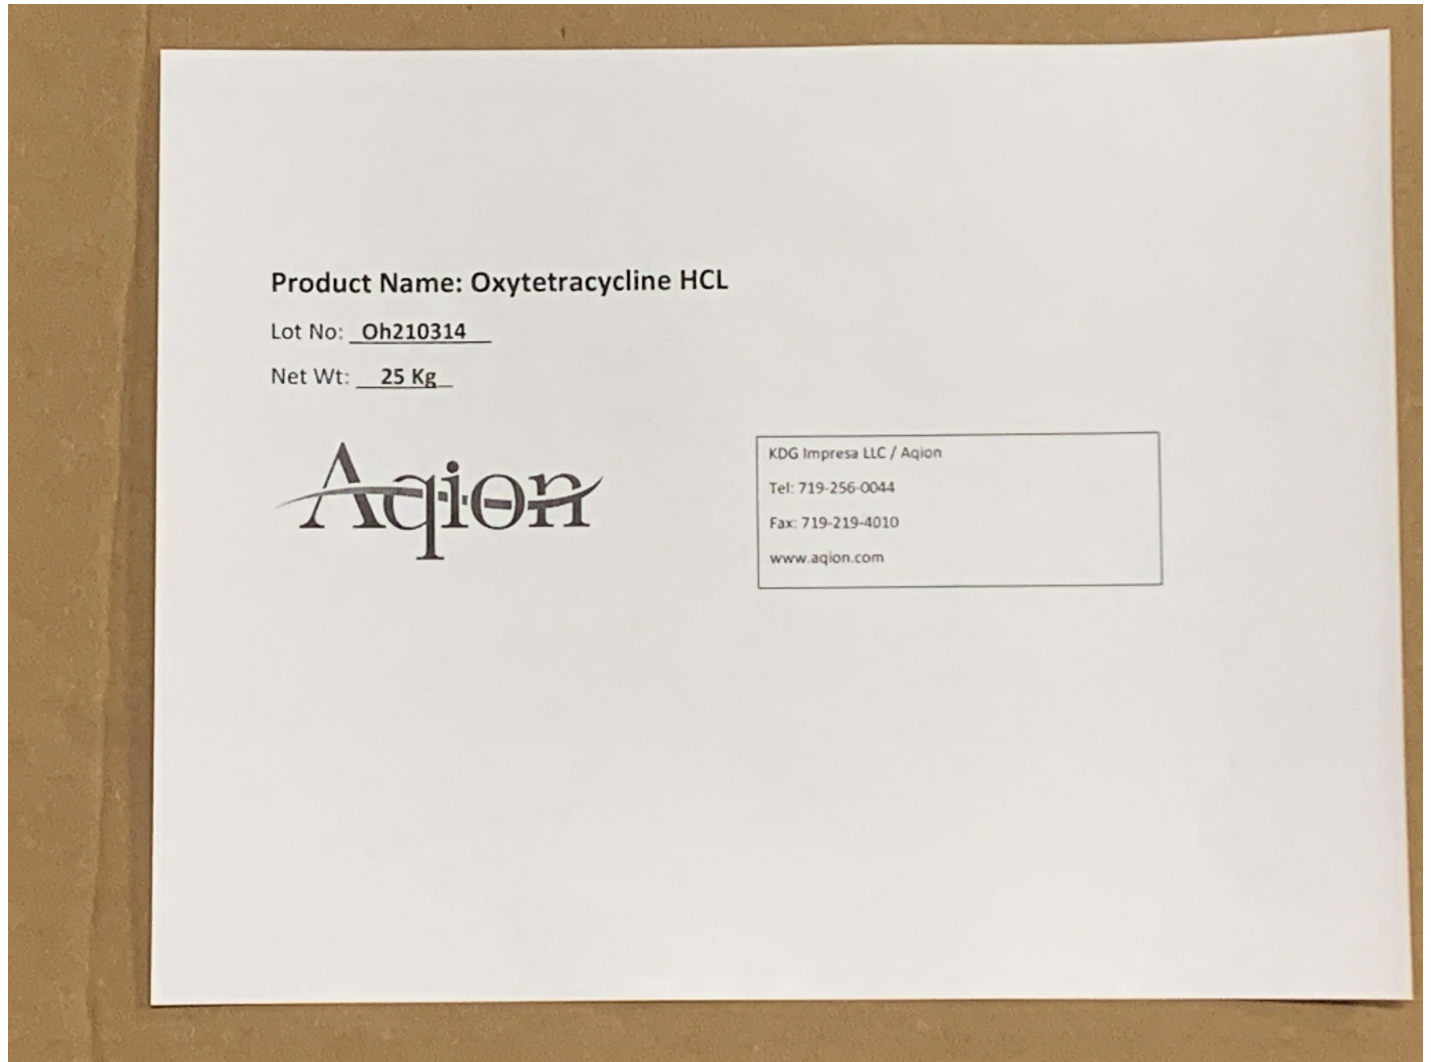 Product Name: Oxytetracycline HCL
Lot No: Oh210314
Net Wt: 25 Kg
Aqion
KDG Impresa LLC / Aqion
Tel: 719-256-0044
Fax: 719-219-4010
www.aqion.com